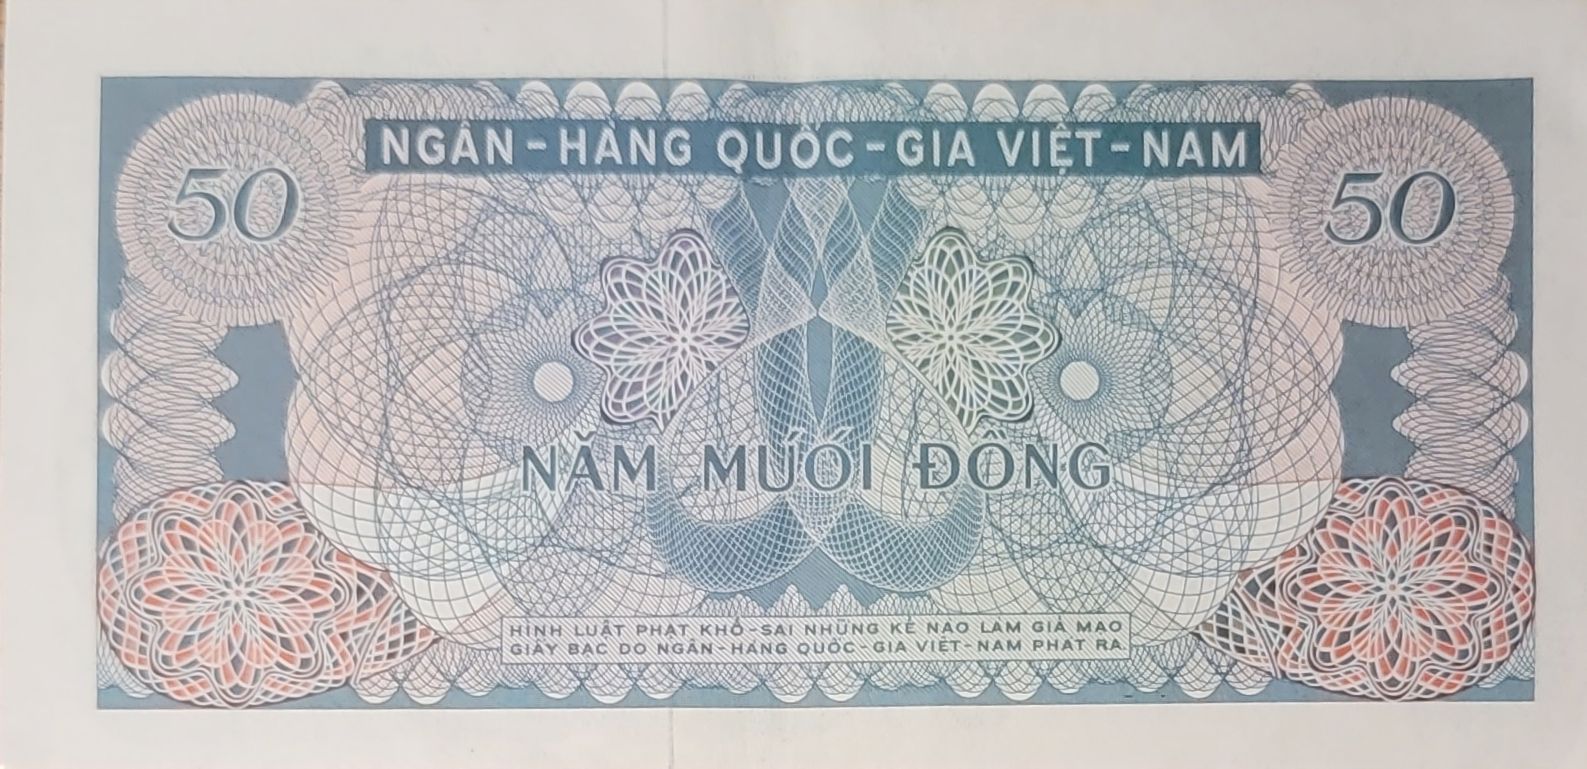 NGÂN-HÀNG QUỐC-GIA VIỆT-NAM
50
50
NĂM MƯƠI ĐỒNG
HÌNH LUẬT PHẠT KHỔ-SAI NHỮNG KẺ NÀO LÀM GIẢ MẠO
GIẤY BẠC DO NGÂN-HÀNG QUỐC-GIA VIỆT-NAM PHÁT RA